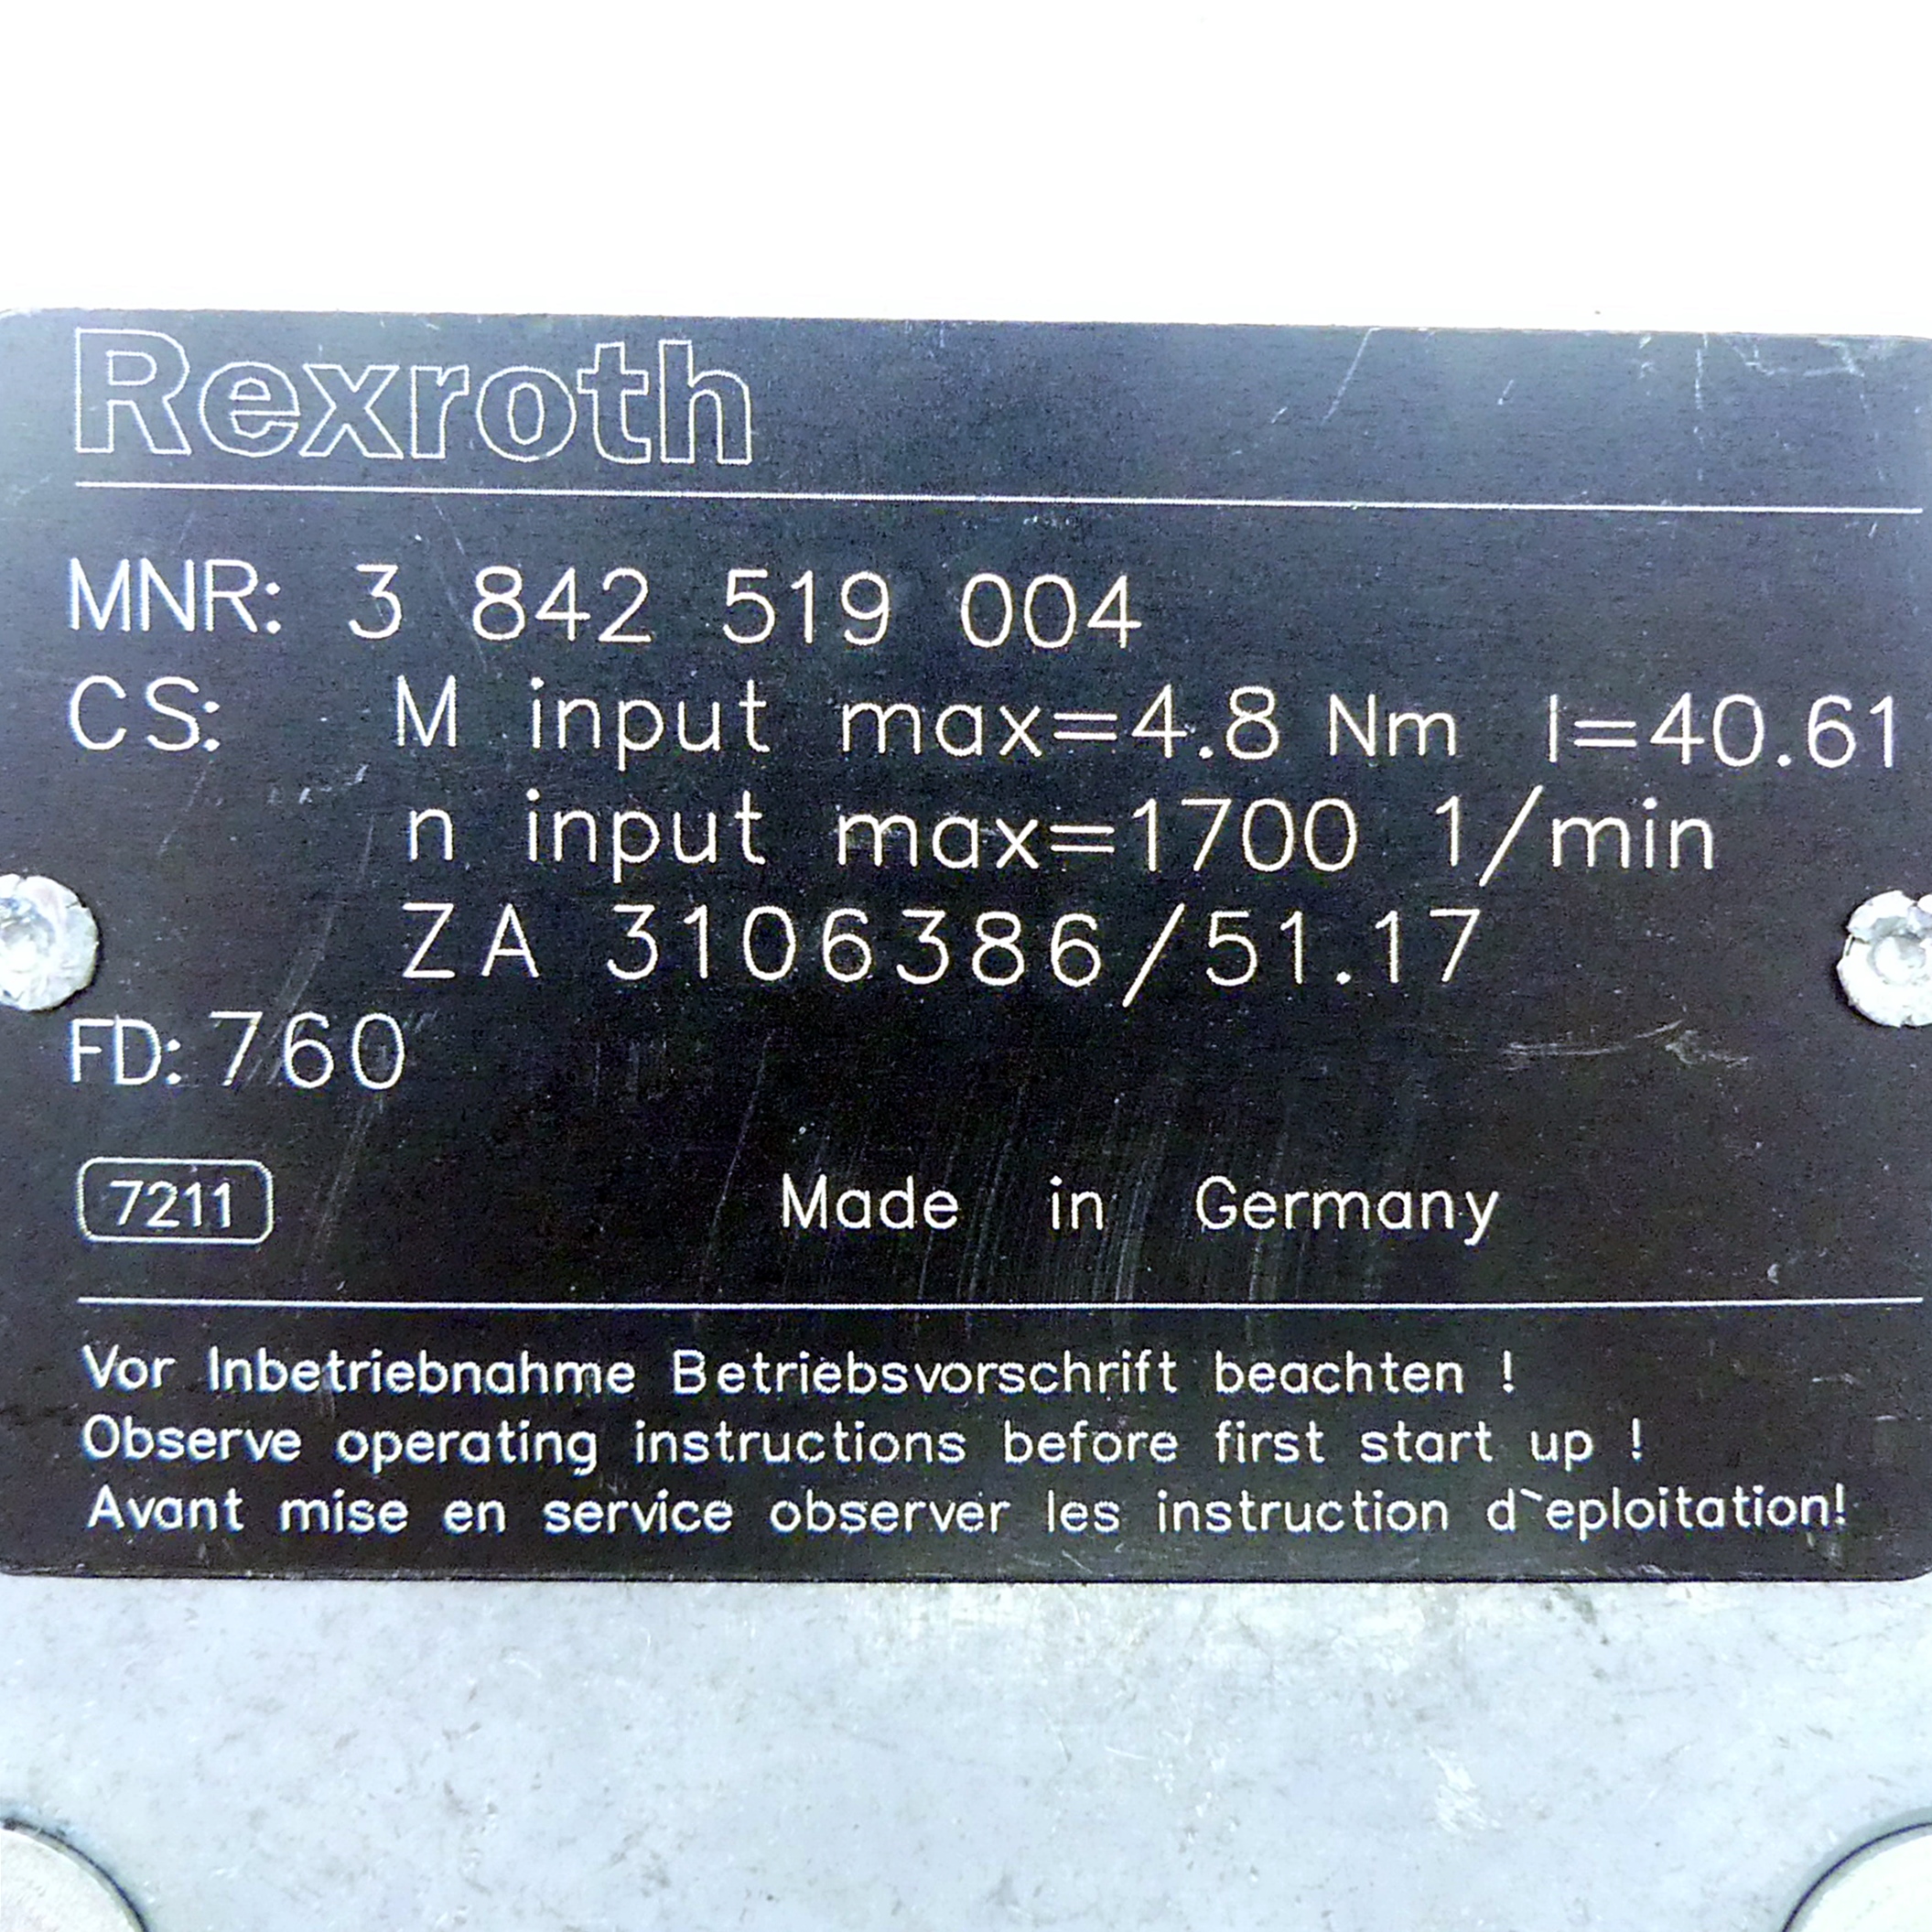 Rexroth
MNR: 3 842 519 004
CS: M input max=4.8 Nm I=40.61
n input max=1700 1/min
ZA 3106386/51.17
FD: 760
7211 Made in Germany
Vor Inbetriebnahme Betriebsvorschrift beachten !
Observe operating instructions before first start up !
Avant mise en service observer les instruction d`eploitation!